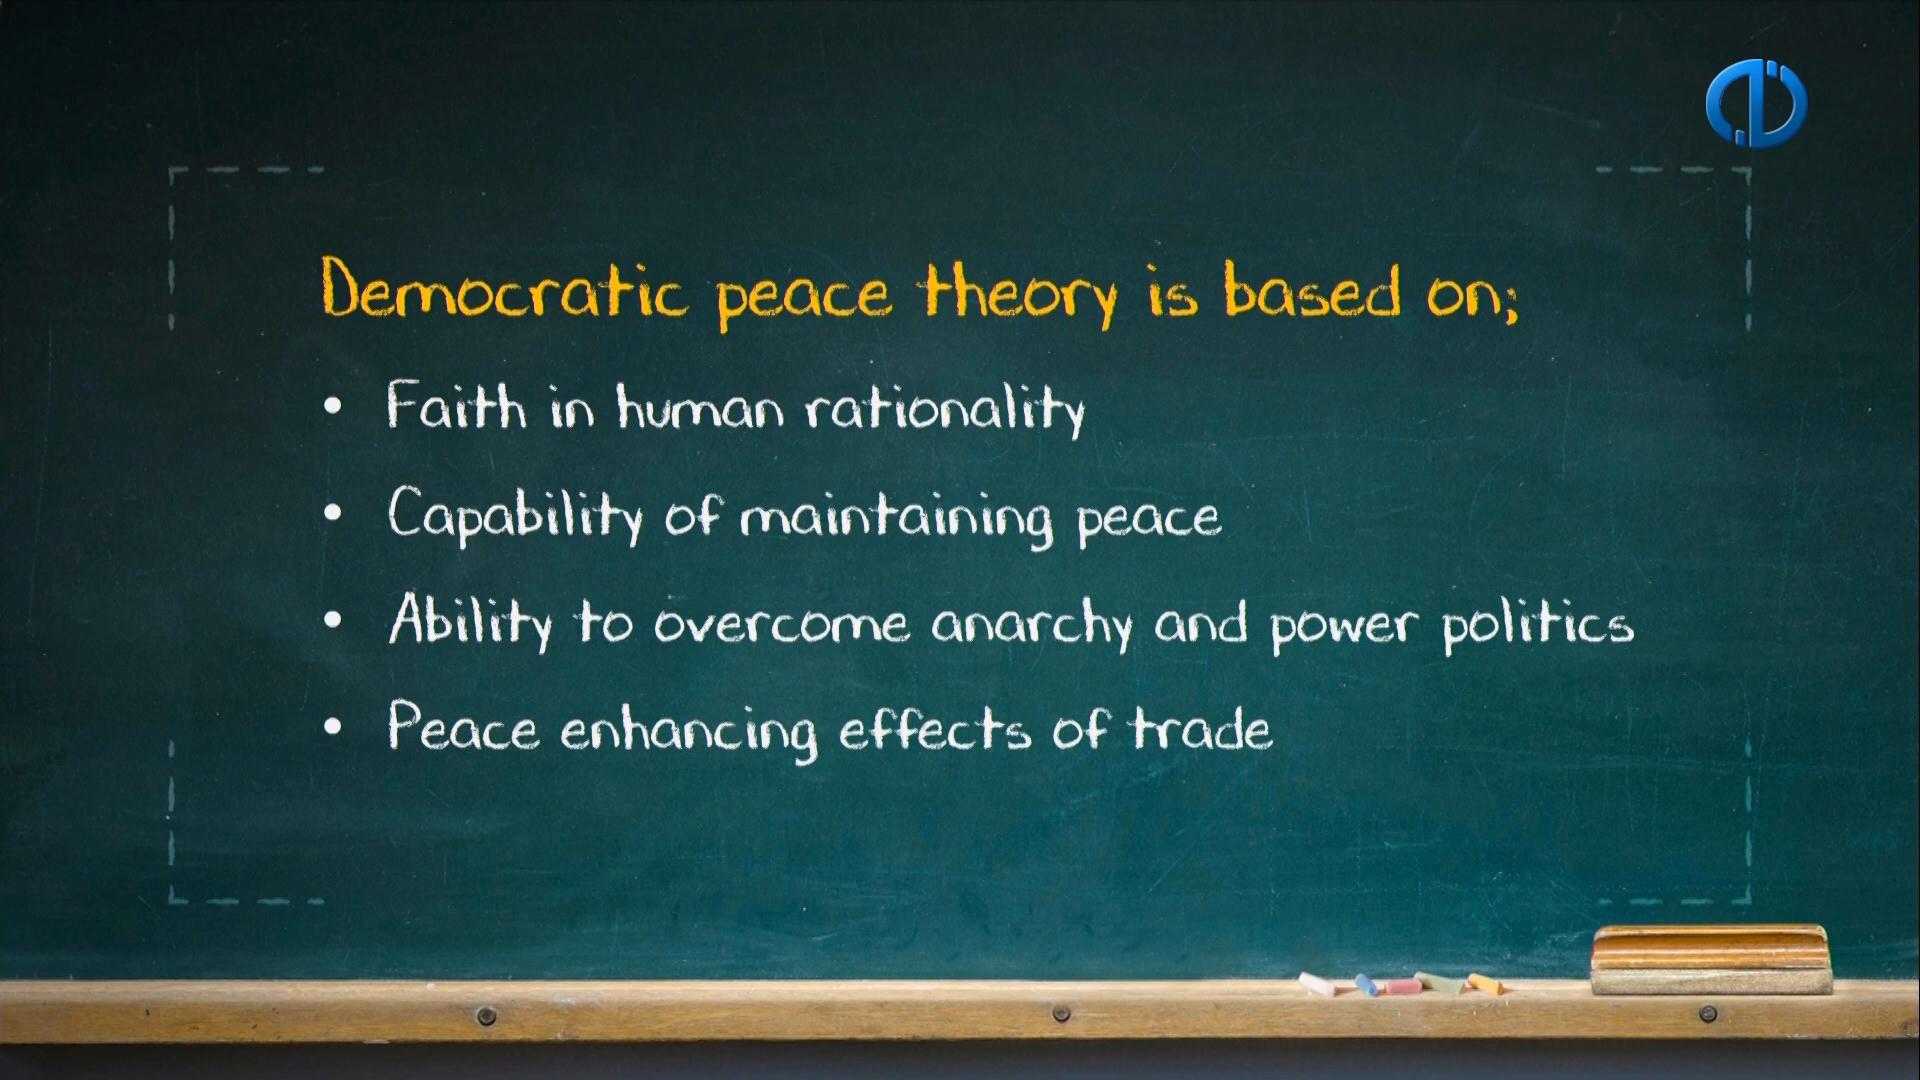 Democratic peace theory is based on;
• Faith in human rationality
• Capability of maintaining peace
• Ability to overcome anarchy and power politics
• Peace enhancing effects of trade